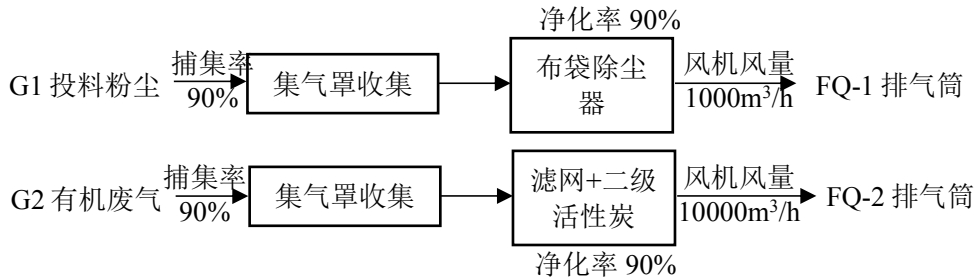 净化率 90%
G1 投料粉尘
捕集率
90%
集气罩收集
布袋除尘
器
风机风量
1000m³/h
FQ-1 排气筒
G2 有机废气
捕集率
90%
集气罩收集
滤网+二级
活性炭
风机风量
10000m³/h
FQ-2 排气筒
净化率 90%